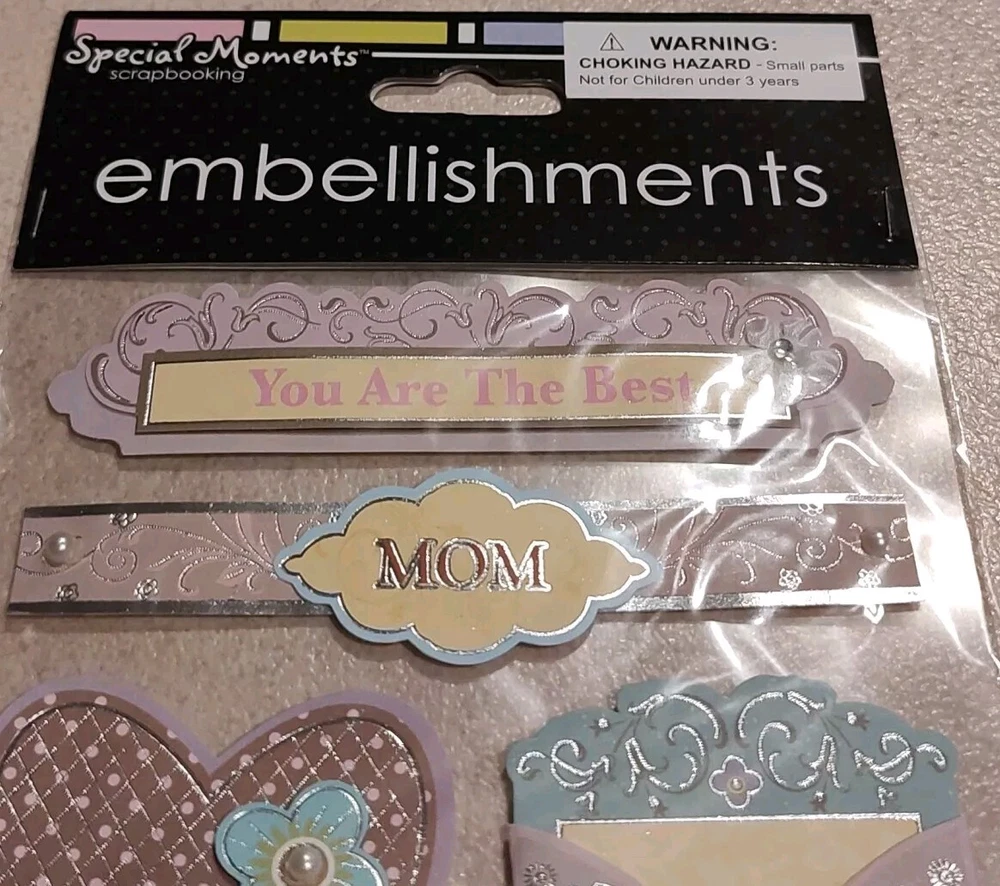 Special Moments™
scrapbooking
WARNING:
CHOKING HAZARD - Small parts
Not for Children under 3 years
embellishments
You Are The Best
MOM